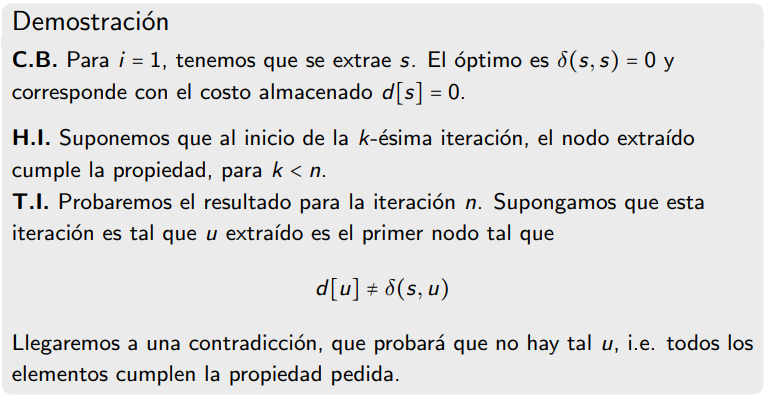 Demostración
C.B. Para i = 1, tenemos que se extrae s. El óptimo es δ(s, s) = 0 y
corresponde con el costo almacenado d[s] = 0.
H.I. Suponemos que al inicio de la k-ésima iteración, el nodo extraído
cumple la propiedad, para k < n.
T.I. Probaremos el resultado para la iteración n. Supongamos que esta
iteración es tal que u extraído es el primer nodo tal que
d[u] ≠ δ(s, u)
Llegaremos a una contradicción, que probará que no hay tal u, i.e. todos los
elementos cumplen la propiedad pedida.